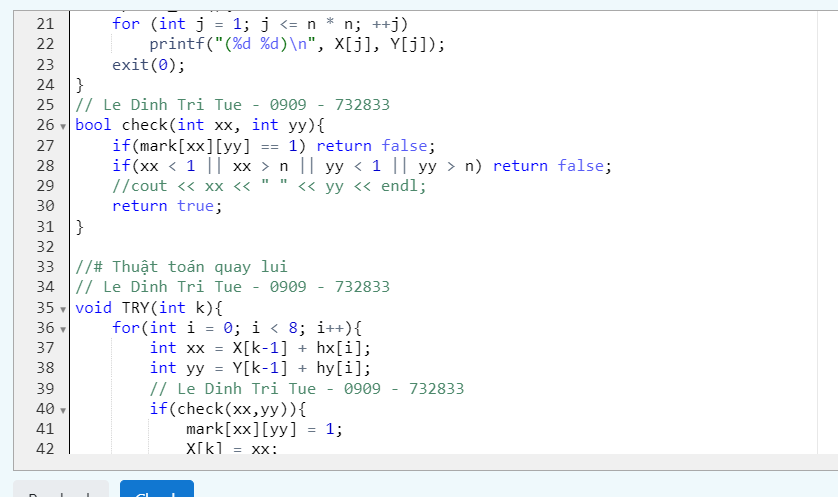 21 for (int j = 1; j <= n * n; ++j)
22 printf("(%d %d)\n", X[j], Y[j]);
23 exit(0);
24 }
25 // Le Dinh Tri Tue - 0909 - 732833
26 bool check(int xx, int yy){
27 if(mark[xx][yy] == 1) return false;
28 if(xx < 1 || xx > n || yy < 1 || yy > n) return false;
29 //cout << xx << " " << yy << endl;
30 return true;
31 }
32
33 //# Thuật toán quay lui
34 // Le Dinh Tri Tue - 0909 - 732833
35 void TRY(int k){
36 for(int i = 0; i < 8; i++){
37 int xx = X[k-1] + hx[i];
38 int yy = Y[k-1] + hy[i];
39 // Le Dinh Tri Tue - 0909 - 732833
40 if(check(xx,yy)){
41 mark[xx][yy] = 1;
42 X[k] = xx;